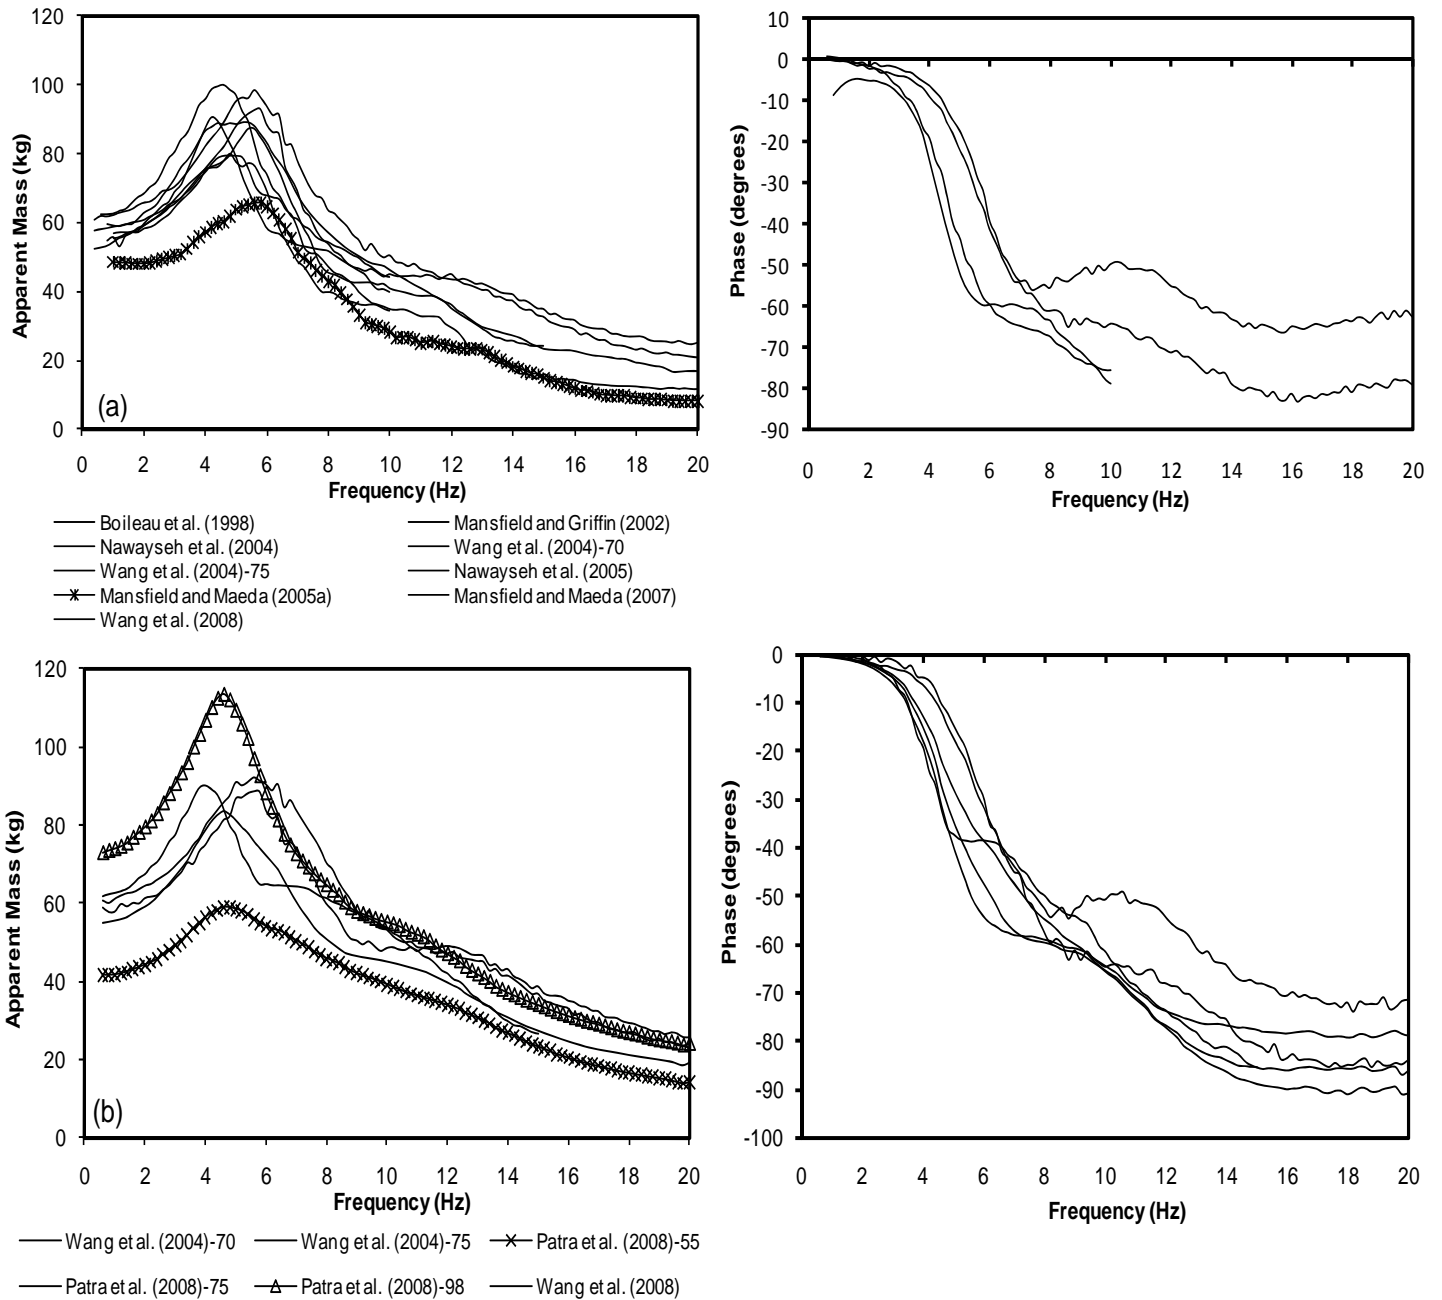 120
100
80
60
40
20
0
Apparent Mass (kg)
(a)
0 2 4 6 8 10 12 14 16 18 20
Frequency (Hz)
10
0
-10
-20
-30
-40
-50
-60
-70
-80
-90
Phase (degrees)
0 2 4 6 8 10 12 14 16 18 20
Frequency (Hz)
Boileau et al. (1998)
Mansfield and Griffin (2002)
Nawayseh et al. (2004)
Wang et al. (2004)-70
Wang et al. (2004)-75
Nawayseh et al. (2005)
Mansfield and Maeda (2005a)
Mansfield and Maeda (2007)
Wang et al. (2008)
120
100
80
60
40
20
0
Apparent Mass (kg)
(b)
0 2 4 6 8 10 12 14 16 18 20
Frequency (Hz)
0
-10
-20
-30
-40
-50
-60
-70
-80
-90
-100
Phase (degrees)
0 2 4 6 8 10 12 14 16 18 20
Frequency (Hz)
Wang et al. (2004)-70
Wang et al. (2004)-75
Patra et al. (2008)-55
Patra et al. (2008)-75
Patra et al. (2008)-98
Wang et al. (2008)